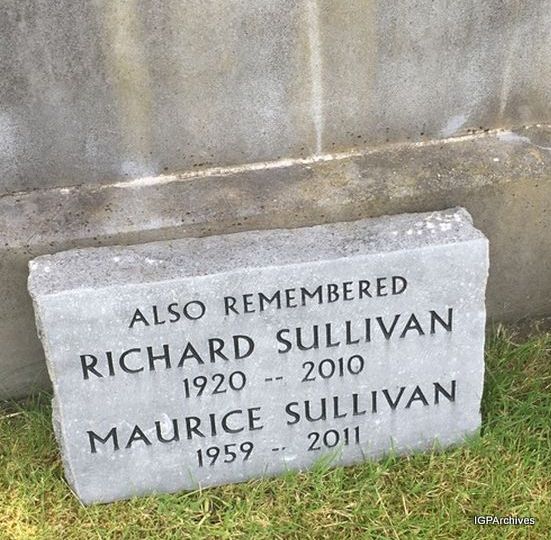 ALSO REMEMBERED
RICHARD SULLIVAN
1920 -- 2010
MAURICE SULLIVAN
1959 -- 2011
IGPArchives